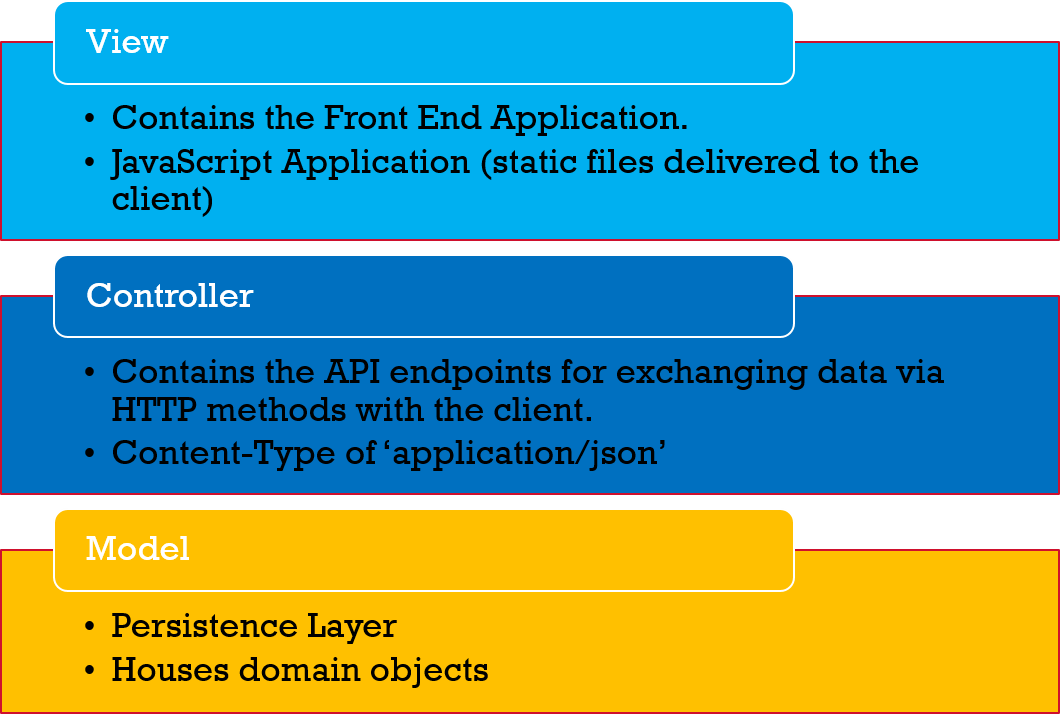 View
• Contains the Front End Application.
• JavaScript Application (static files delivered to the
client)
Controller
• Contains the API endpoints for exchanging data via
HTTP methods with the client.
• Content-Type of ‘application/json’
Model
• Persistence Layer
• Houses domain objects